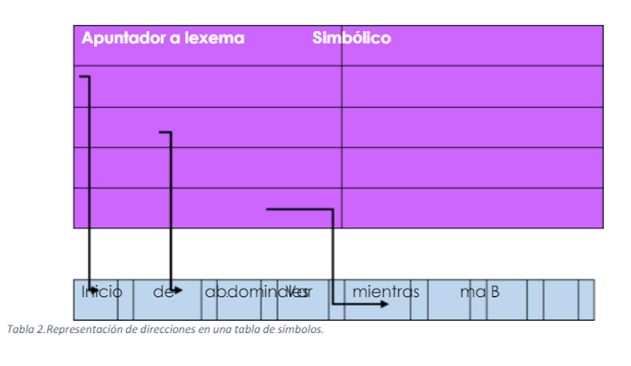 Apuntador a lexema Simbólico
Inicio de abdominales Var mientras ma B
Tabla 2.Representación de direcciones en una tabla de símbolos.